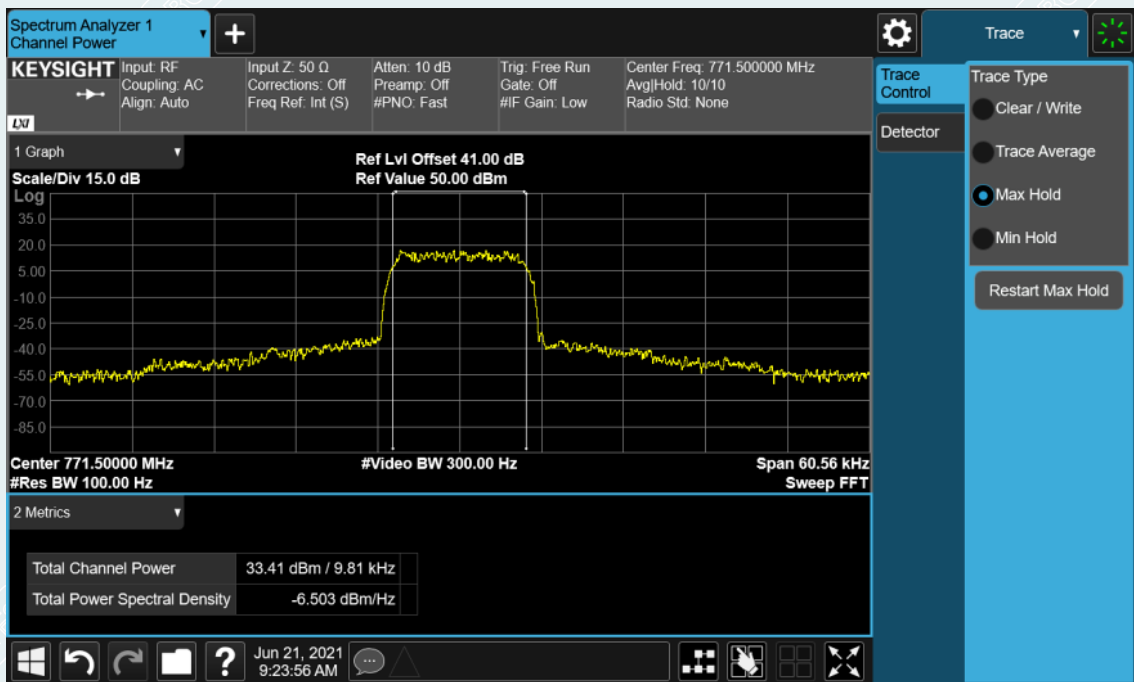 Spectrum Analyzer 1
Channel Power
Trace
KEYSIGHT
Input: RF
Coupling: AC
Align: Auto
Input Z: 50 Ω
Corrections: Off
Freq Ref: Int (S)
Atten: 10 dB
Preamp: Off
#PNO: Fast
Trig: Free Run
Gate: Off
#IF Gain: Low
Center Freq: 771.500000 MHz
Avg|Hold: 10/10
Radio Std: None
LXI
Trace
Control
Detector
Trace Type
Clear / Write
Trace Average
Max Hold
Min Hold
Restart Max Hold
1 Graph
Scale/Div 15.0 dB
Ref Lvl Offset 41.00 dB
Ref Value 50.00 dBm
Log
35.0
20.0
5.00
-10.0
-25.0
-40.0
-55.0
-70.0
-85.0
Center 771.50000 MHz
#Video BW 300.00 Hz
Span 60.56 kHz
#Res BW 100.00 Hz
Sweep FFT
2 Metrics
Total Channel Power 33.41 dBm / 9.81 kHz
Total Power Spectral Density -6.503 dBm/Hz
Jun 21, 2021
9:23:56 AM